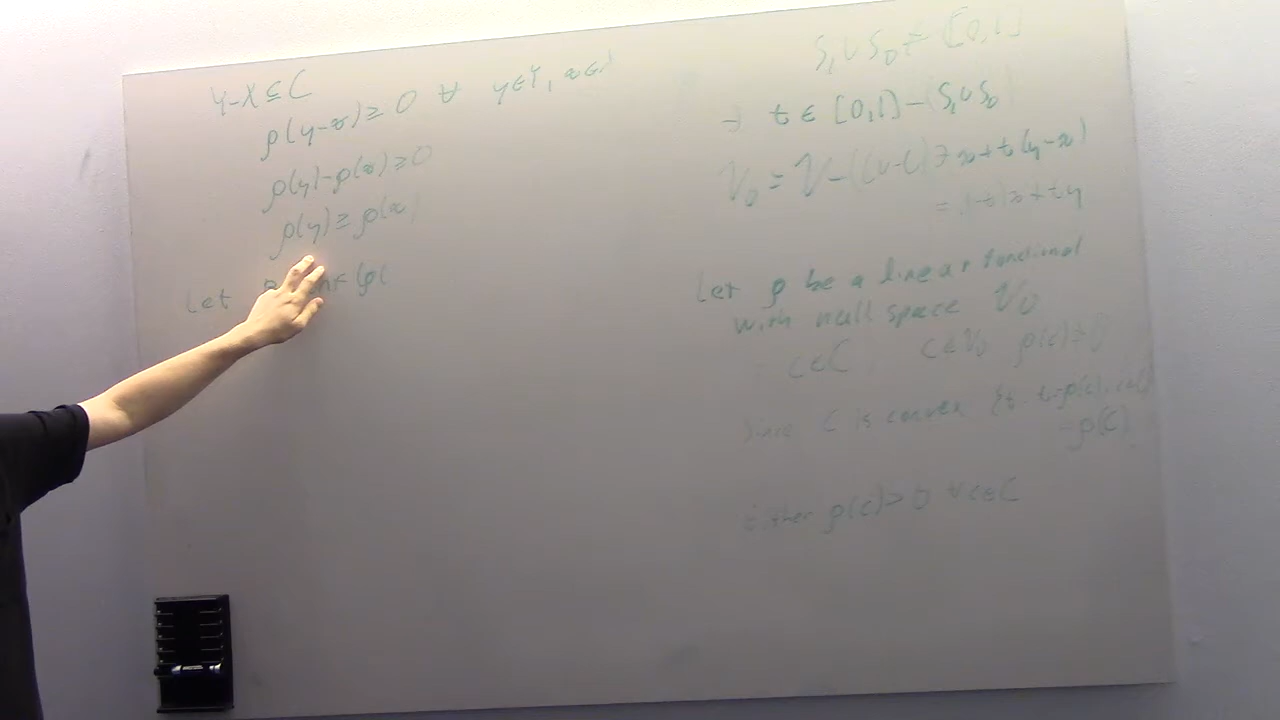 Y-X ⊆ C
ρ(y-x) ≥ 0 ∀ y∈Y, x∈X
ρ(y)-ρ(x) ≥ 0
ρ(y) ≥ ρ(x)
Let
S₁ ∪ S₀ ≠ [0,1]
→ t ∈ [0,1] - (S₁ ∪ S₀)
V₀ = V - (C ∪ -C) ∋ x + t(y-x)
= (1-t)x + ty
Let ρ be a linear functional
with null space V₀
c∈C, c∉V₀ ρ(c) ≠ 0
Since C is convex
= ρ(C)
Either ρ(c) > 0 ∀ c∈C